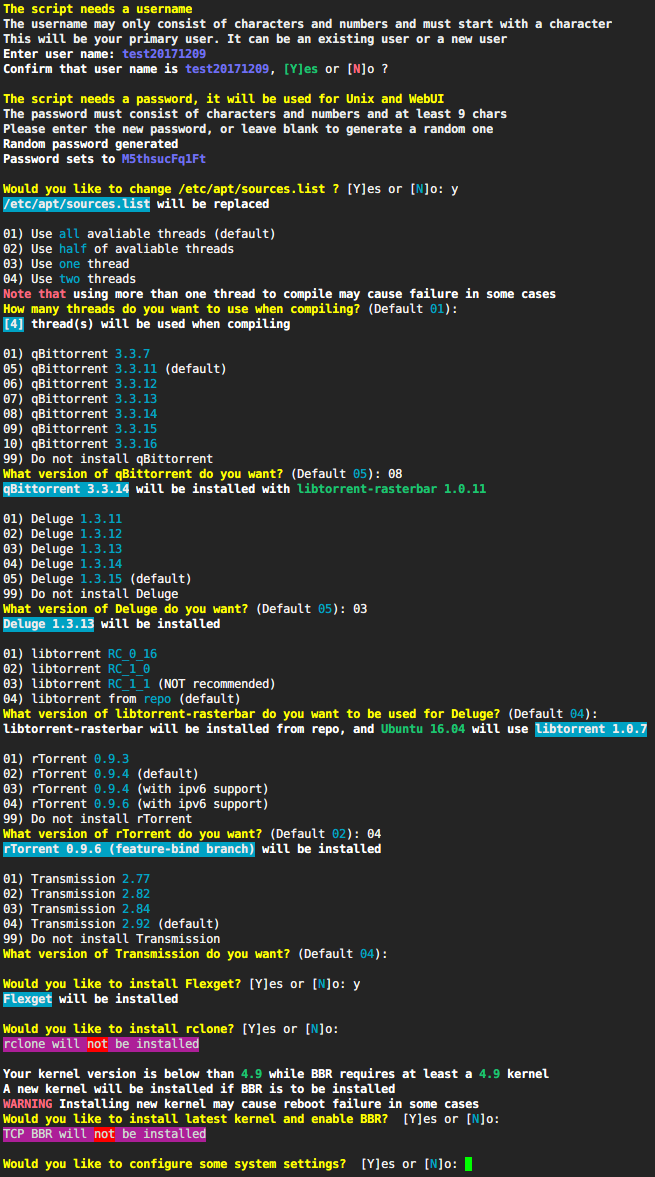 The script needs a username
The username may only consist of characters and numbers and must start with a character
This will be your primary user. It can be an existing user or a new user
Enter user name: test20171209
Confirm that user name is test20171209, [Y]es or [N]o ?
The script needs a password, it will be used for Unix and WebUI
The password must consist of characters and numbers and at least 9 chars
Please enter the new password, or leave blank to generate a random one
Random password generated
Password sets to M5thsucFq1Ft
Would you like to change /etc/apt/sources.list ? [Y]es or [N]o: y
/etc/apt/sources.list will be replaced
01) Use all avaliable threads (default)
02) Use half of avaliable threads
03) Use one thread
04) Use two threads
Note that using more than one thread to compile may cause failure in some cases
How many threads do you want to use when compiling? (Default 01):
[4] thread(s) will be used when compiling
01) qBittorrent 3.3.7
05) qBittorrent 3.3.11 (default)
06) qBittorrent 3.3.12
07) qBittorrent 3.3.13
08) qBittorrent 3.3.14
09) qBittorrent 3.3.15
10) qBittorrent 3.3.16
99) Do not install qBittorrent
What version of qBittorrent do you want? (Default 05): 08
qBittorrent 3.3.14 will be installed with libtorrent-rasterbar 1.0.11
01) Deluge 1.3.11
02) Deluge 1.3.12
03) Deluge 1.3.13
04) Deluge 1.3.14
05) Deluge 1.3.15 (default)
99) Do not install Deluge
What version of Deluge do you want? (Default 05): 03
Deluge 1.3.13 will be installed
01) libtorrent RC_0_16
02) libtorrent RC_1_0
03) libtorrent RC_1_1 (NOT recommended)
04) libtorrent from repo (default)
What version of libtorrent-rasterbar do you want to be used for Deluge? (Default 04):
libtorrent-rasterbar will be installed from repo, and Ubuntu 16.04 will use libtorrent 1.0.7
01) rTorrent 0.9.3
02) rTorrent 0.9.4 (default)
03) rTorrent 0.9.4 (with ipv6 support)
04) rTorrent 0.9.6 (with ipv6 support)
99) Do not install rTorrent
What version of rTorrent do you want? (Default 02): 04
rTorrent 0.9.6 (feature-bind branch) will be installed
01) Transmission 2.77
02) Transmission 2.82
03) Transmission 2.84
04) Transmission 2.92 (default)
99) Do not install Transmission
What version of Transmission do you want? (Default 04):
Would you like to install Flexget? [Y]es or [N]o: y
Flexget will be installed
Would you like to install rclone? [Y]es or [N]o:
rclone will not be installed
Your kernel version is below than 4.9 while BBR requires at least a 4.9 kernel
A new kernel will be installed if BBR is to be installed
WARNING Installing new kernel may cause reboot failure in some cases
Would you like to install latest kernel and enable BBR?  [Y]es or [N]o:
TCP BBR will not be installed
Would you like to configure some system settings?  [Y]es or [N]o: